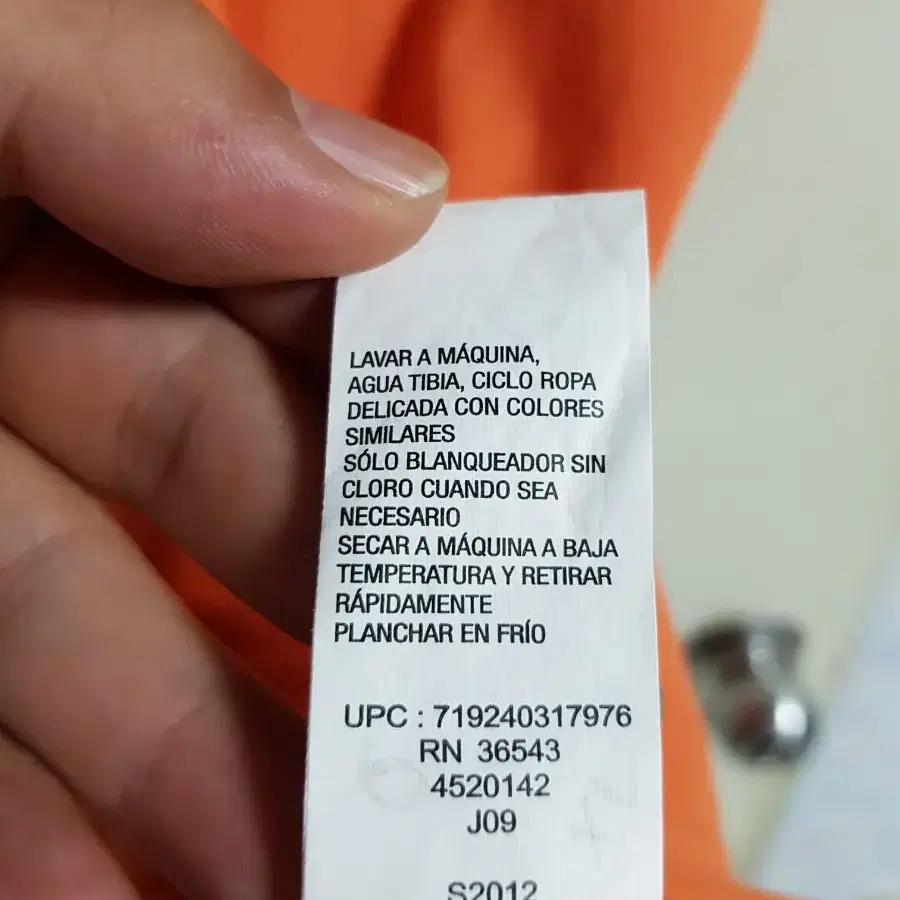 LAVAR A MÁQUINA,
AGUA TIBIA, CICLO ROPA
DELICADA CON COLORES
SIMILARES
SÓLO BLANQUEADOR SIN
CLORO CUANDO SEA
NECESARIO
SECAR A MÁQUINA A BAJA
TEMPERATURA Y RETIRAR
RÁPIDAMENTE
PLANCHAR EN FRÍO
UPC : 719240317976
RN 36543
4520142
J09
S2012